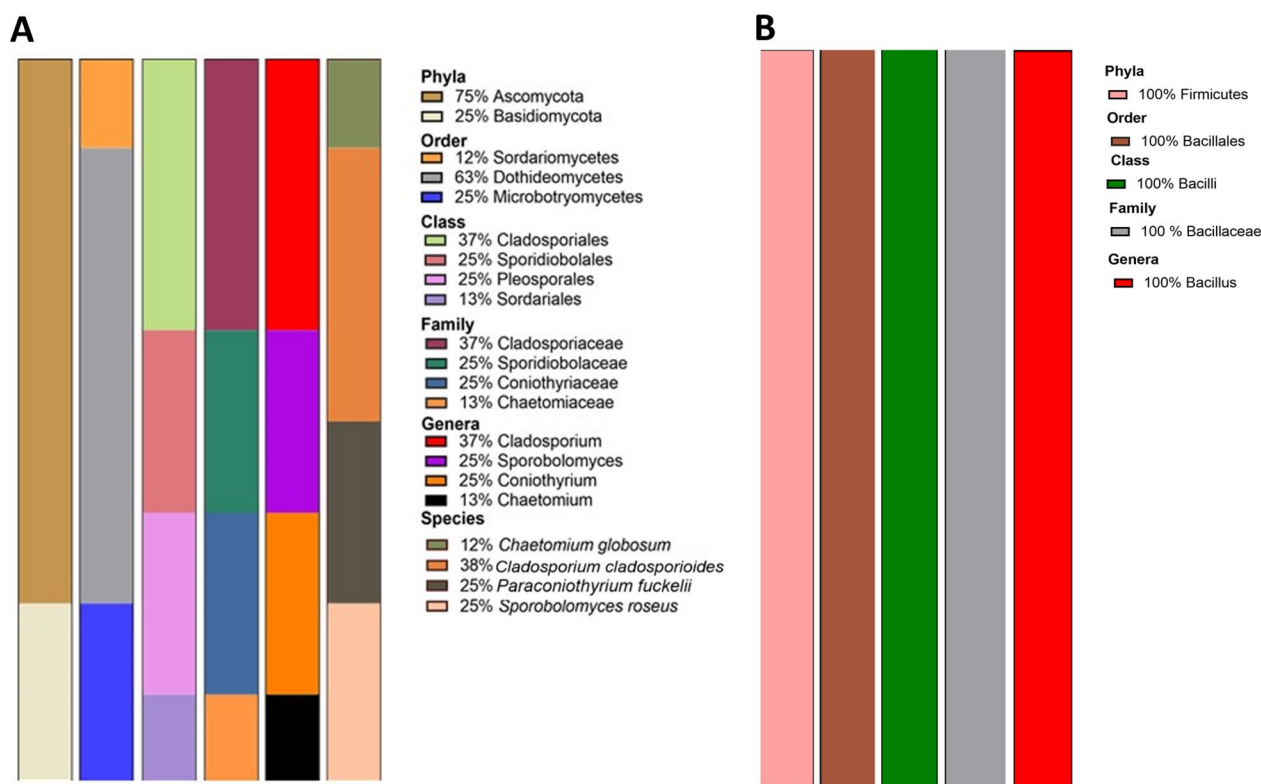 A
Phyla
75% Ascomycota
25% Basidiomycota
Order
12% Sordariomycetes
63% Dothideomycetes
25% Microbotryomycetes
Class
37% Cladosporiales
25% Sporidiobolales
25% Pleosporales
13% Sordariales
Family
37% Cladosporiaceae
25% Sporidiobolaceae
25% Coniothyriaceae
13% Chaetomiaceae
Genera
37% Cladosporium
25% Sporobolomyces
25% Coniothyrium
13% Chaetomium
Species
12% Chaetomium globosum
38% Cladosporium cladosporioides
25% Paraconiothyrium fuckelii
25% Sporobolomyces roseus
B
Phyla
100% Firmicutes
Order
100% Bacillales
Class
100% Bacilli
Family
100 % Bacillaceae
Genera
100% Bacillus